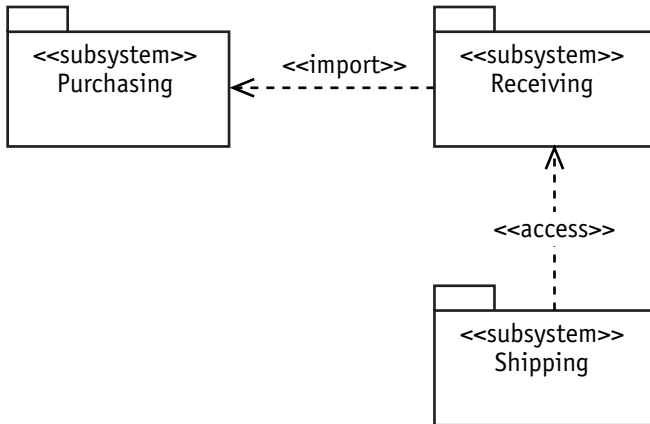 <<subsystem>>
Purchasing
<<import>>
<<subsystem>>
Receiving
<<access>>
<<subsystem>>
Shipping